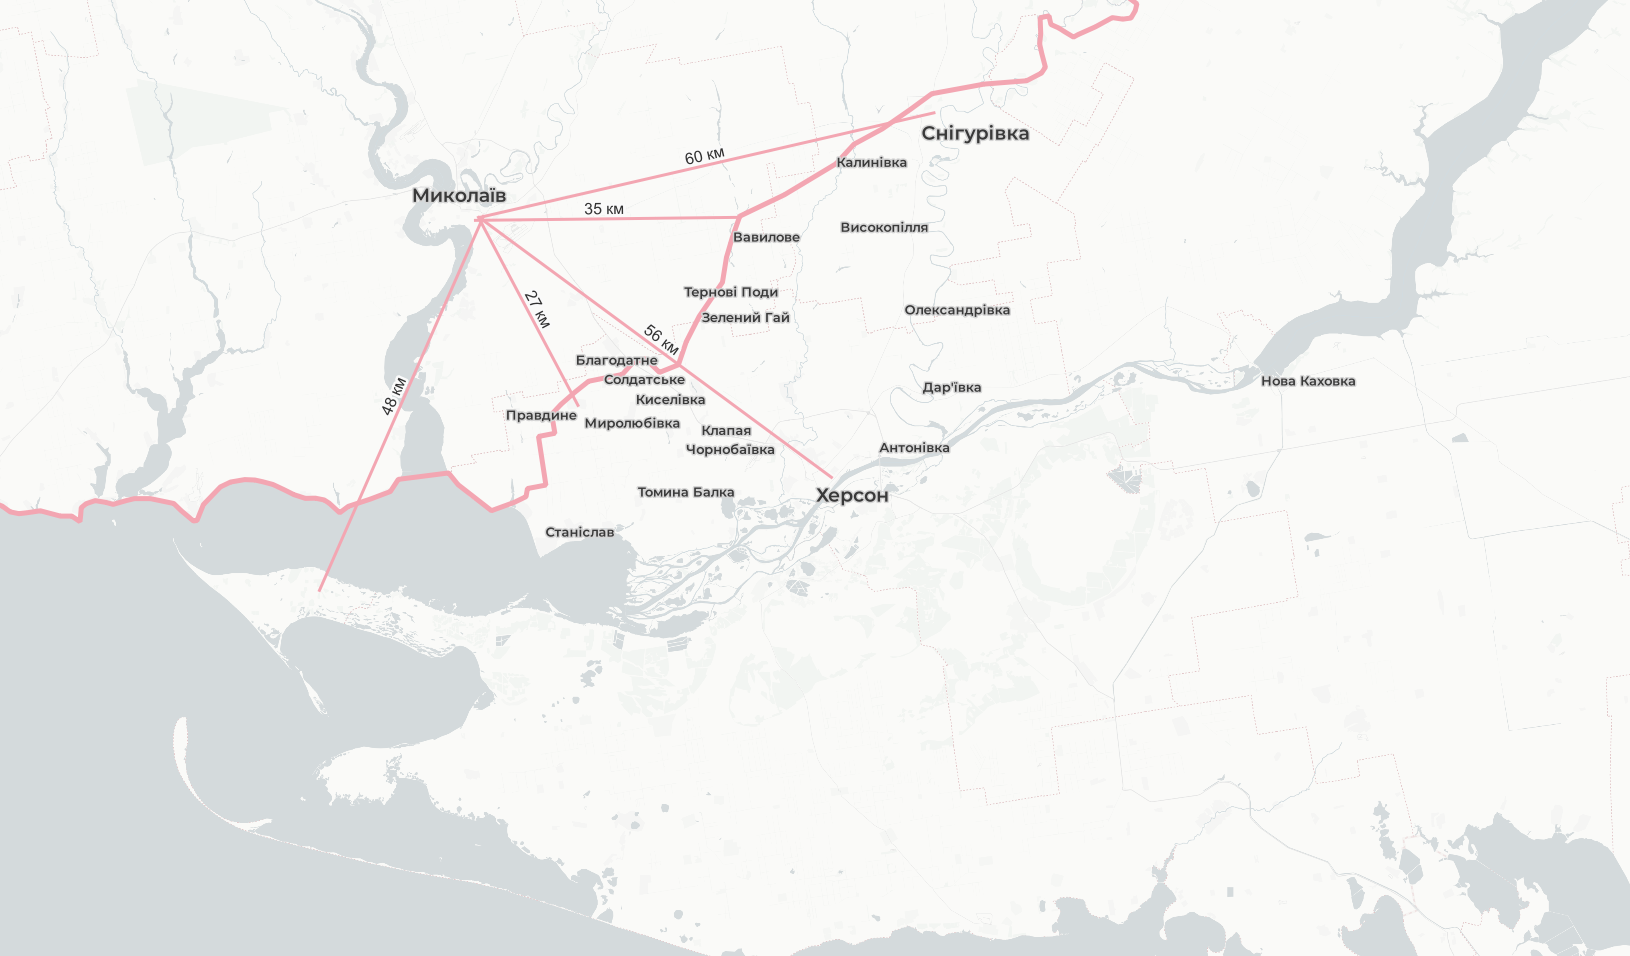 Снігурівка
60 км
Калинівка
Миколаїв
35 км
Високопілля
Вавилове
Тернові Поди
27 км
Олександрівка
Зелений Гай
56 км
Благодатне
Солдатське
Нова Каховка
Дар'ївка
48 км
Киселівка
Правдине
Миролюбівка
Клапая
Антонівка
Чорнобаївка
Томина Балка
Херсон
Станіслав